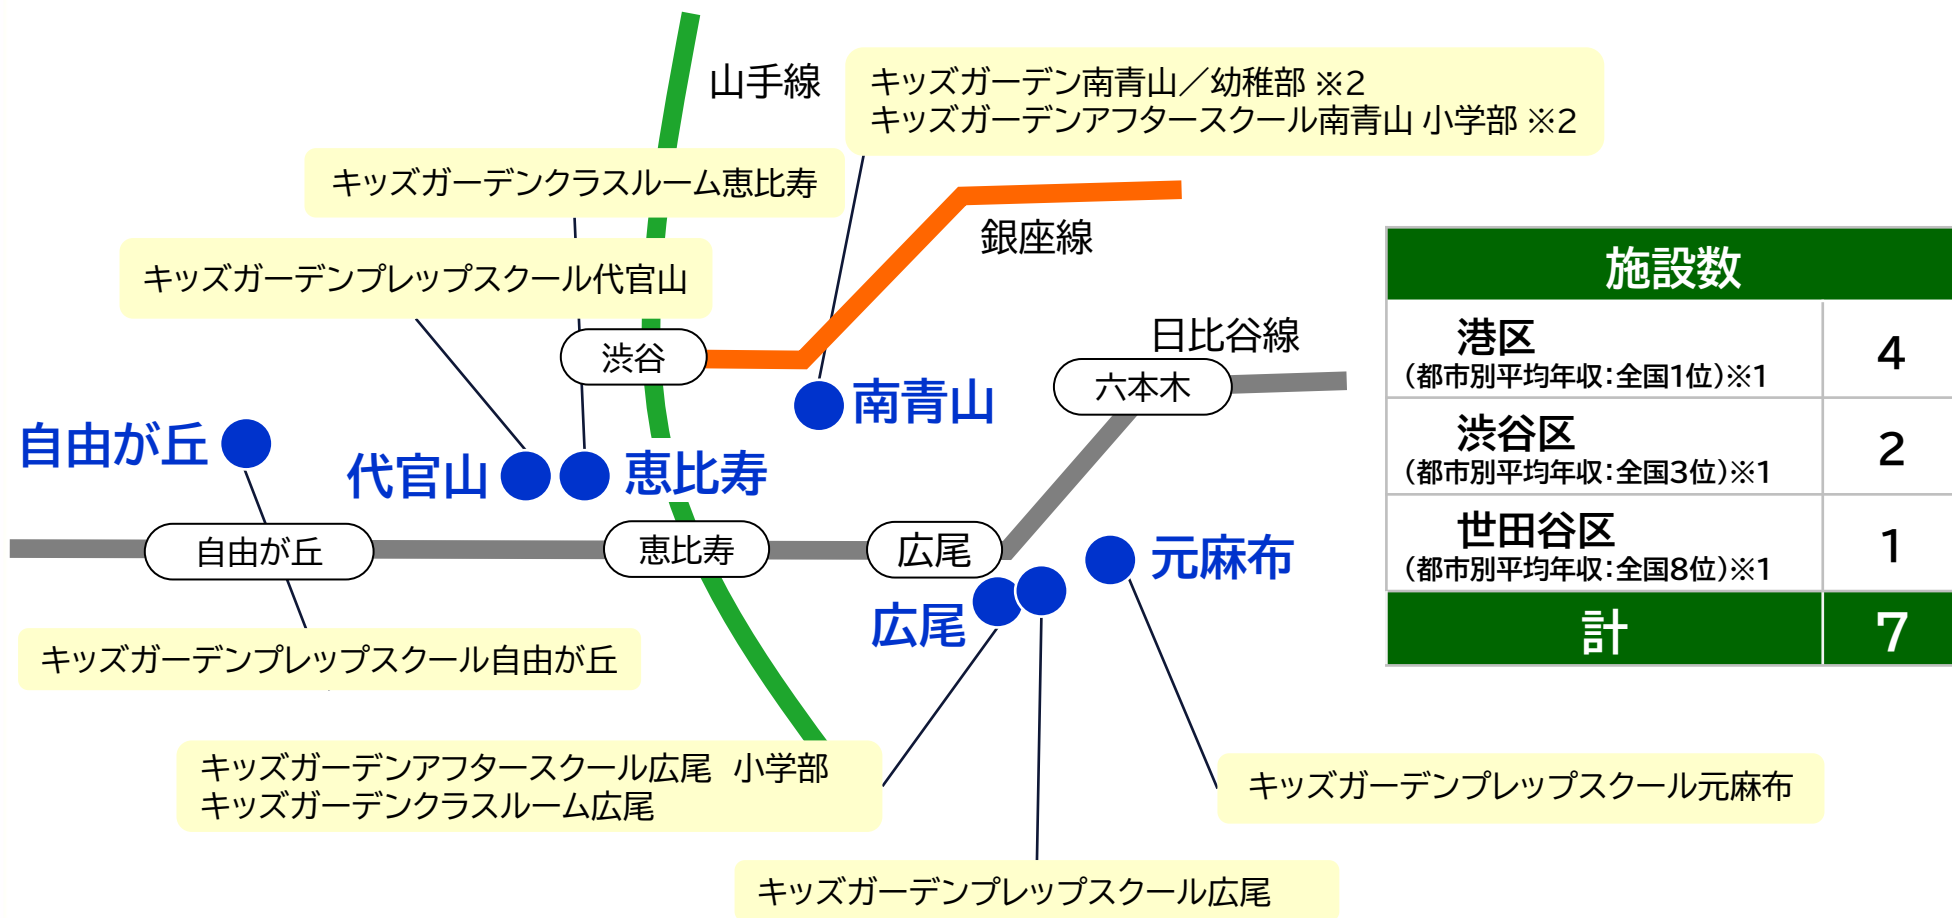 山手線
キッズガーデン南青山／幼稚部 ※2
キッズガーデンアフタースクール南青山 小学部 ※2
キッズガーデンクラスルーム恵比寿
銀座線
キッズガーデンプレップスクール代官山
渋谷
日比谷線
六本木
南青山
自由が丘
代官山
恵比寿
自由が丘
恵比寿
広尾
元麻布
広尾
キッズガーデンプレップスクール自由が丘
キッズガーデンアフタースクール広尾 小学部
キッズガーデンクラスルーム広尾
キッズガーデンプレップスクール元麻布
キッズガーデンプレップスクール広尾
施設数
港区
（都市別平均年収：全国1位）※1
4
渋谷区
（都市別平均年収：全国3位）※1
2
世田谷区
（都市別平均年収：全国8位）※1
1
計 7